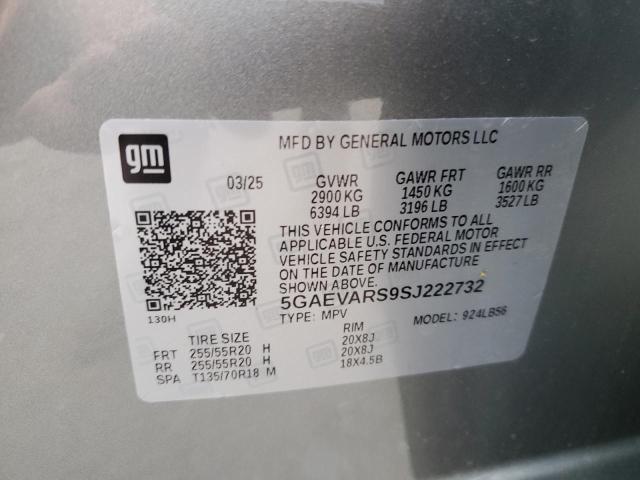 gm
MFD BY GENERAL MOTORS LLC
03/25 GVWR GAWR FRT GAWR RR
2900 KG 1450 KG 1600 KG
6394 LB 3196 LB 3527 LB
THIS VEHICLE CONFORMS TO ALL
APPLICABLE U.S. FEDERAL MOTOR
VEHICLE SAFETY STANDARDS IN EFFECT
ON THE DATE OF MANUFACTURE
SHOWN ABOVE.
5GAEVARS9SJ222732
130H TYPE: MPV MODEL: 924LB56
TIRE SIZE RIM
FRT 255/55R20 H 20X8J
RR 255/55R20 H 20X8J
SPA T135/70R18 M 18X4.5B